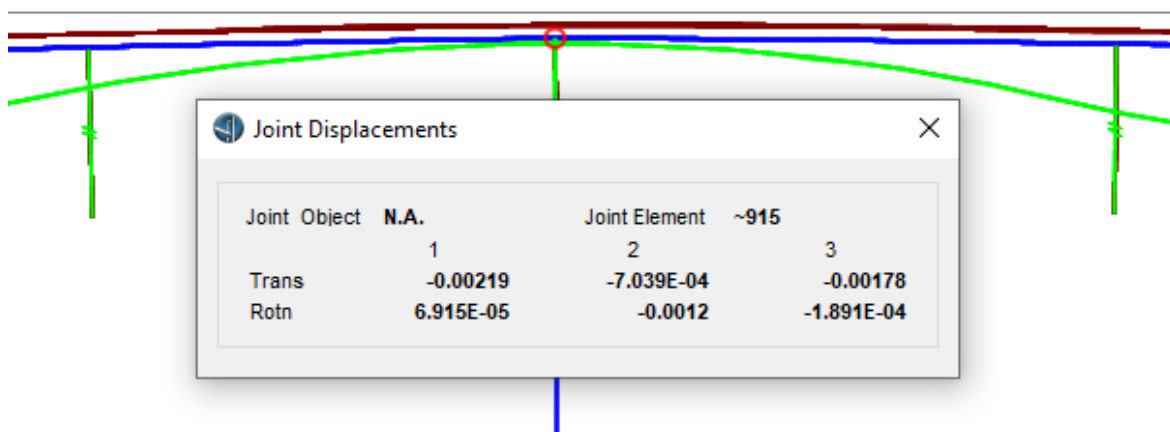 Joint Displacements
Joint Object N.A. Joint Element ~915
1 2 3
Trans -0.00219 -7.039E-04 -0.00178
Rotn 6.915E-05 -0.0012 -1.891E-04